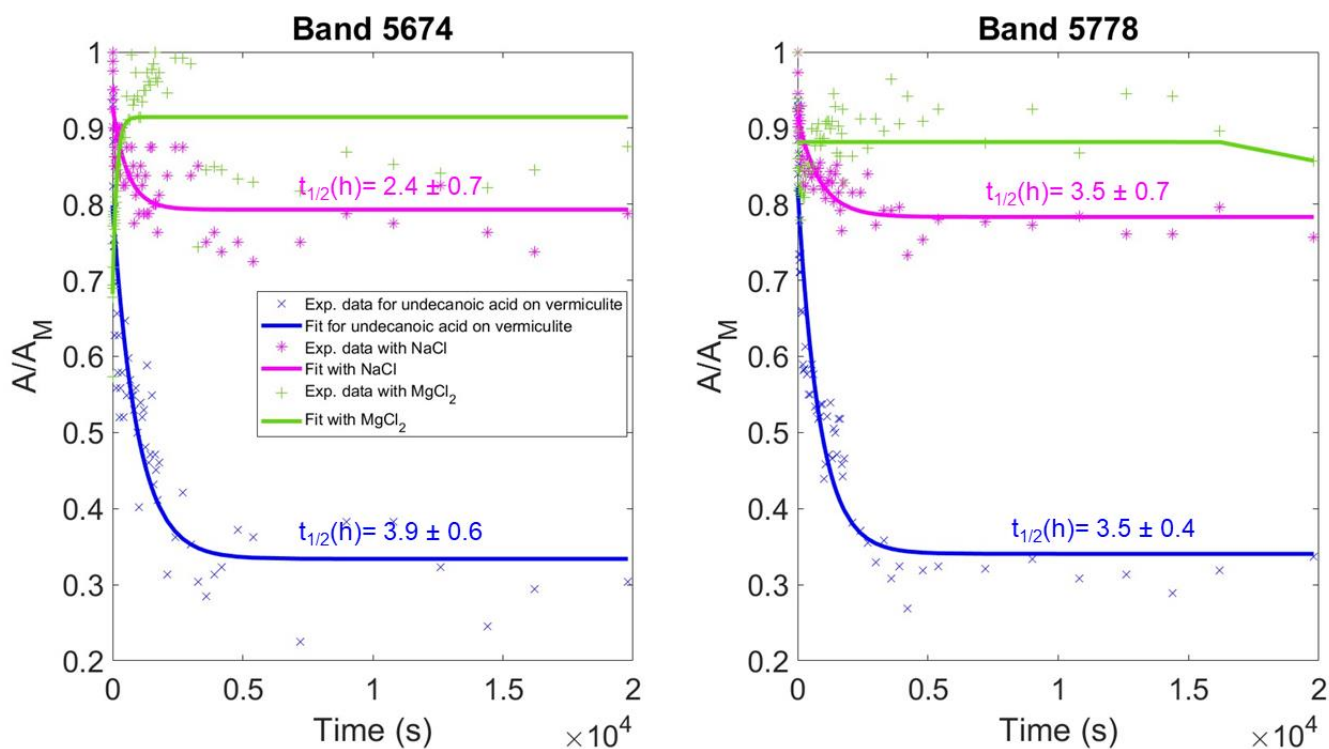 Band 5674
1
0.9
0.8
0.7
0.6
0.5
0.4
0.3
0.2
A/A_M
t1/2(h)= 2.4 ± 0.7
Exp. data for undecanoic acid on vermiculite
Fit for undecanoic acid on vermiculite
Exp. data with NaCl
Fit with NaCl
Exp. data with MgCl2
Fit with MgCl2
t1/2(h)= 3.9 ± 0.6
0 0.5 1 1.5 2
Time (s)
×10^4
Band 5778
1
0.9
0.8
0.7
0.6
0.5
0.4
0.3
0.2
A/A_M
t1/2(h)= 3.5 ± 0.7
t1/2(h)= 3.5 ± 0.4
0 0.5 1 1.5 2
Time (s)
×10^4